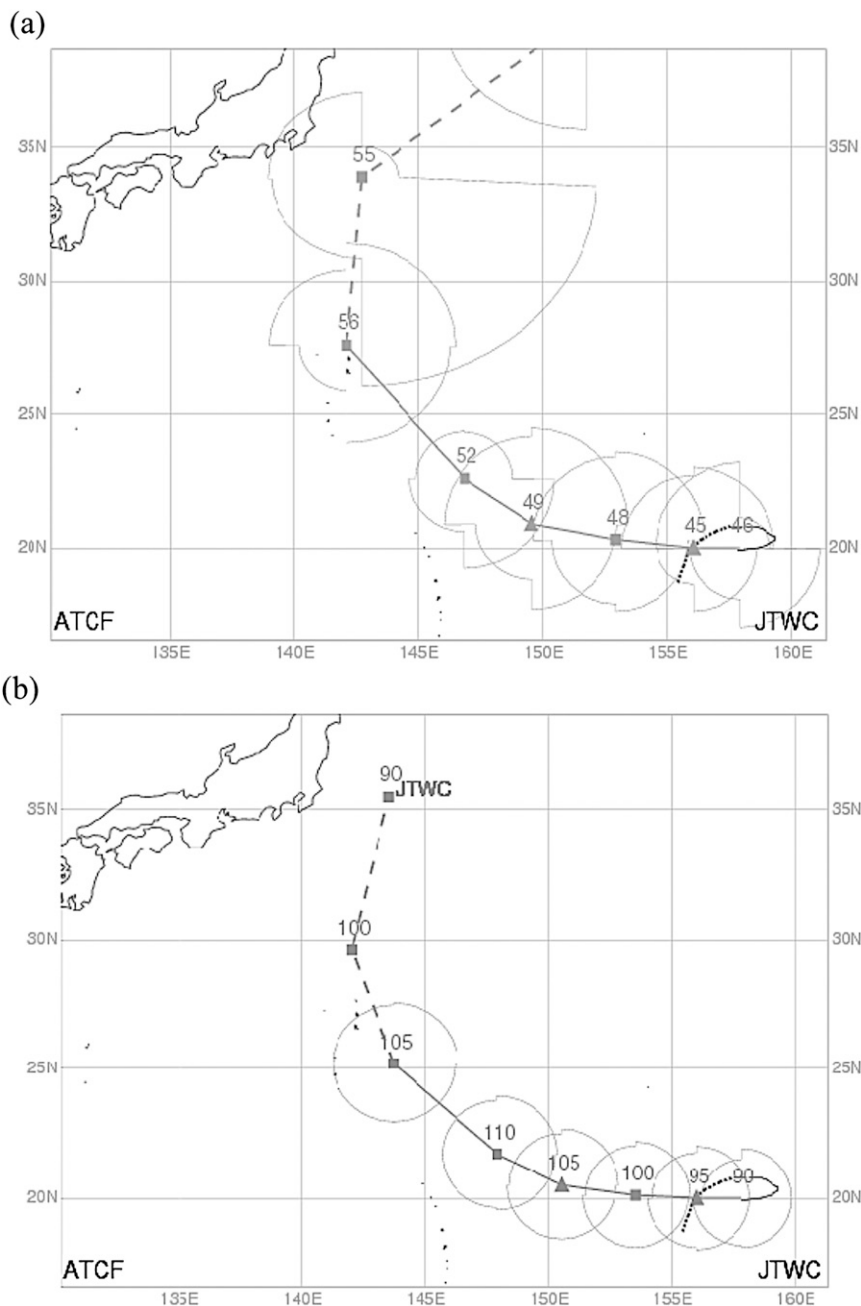 (a)
35N 55 35N
30N 30N
56
25N 25N
52
49
48 45 46
20N 20N
ATCF JTWC
135E 140E 145E 150E 155E 160E
(b)
90
JTWC
35N 35N
100
30N 30N
105
25N 25N
110
105
100 95 90
20N 20N
ATCF JTWC
135E 140E 145E 150E 155E 160E